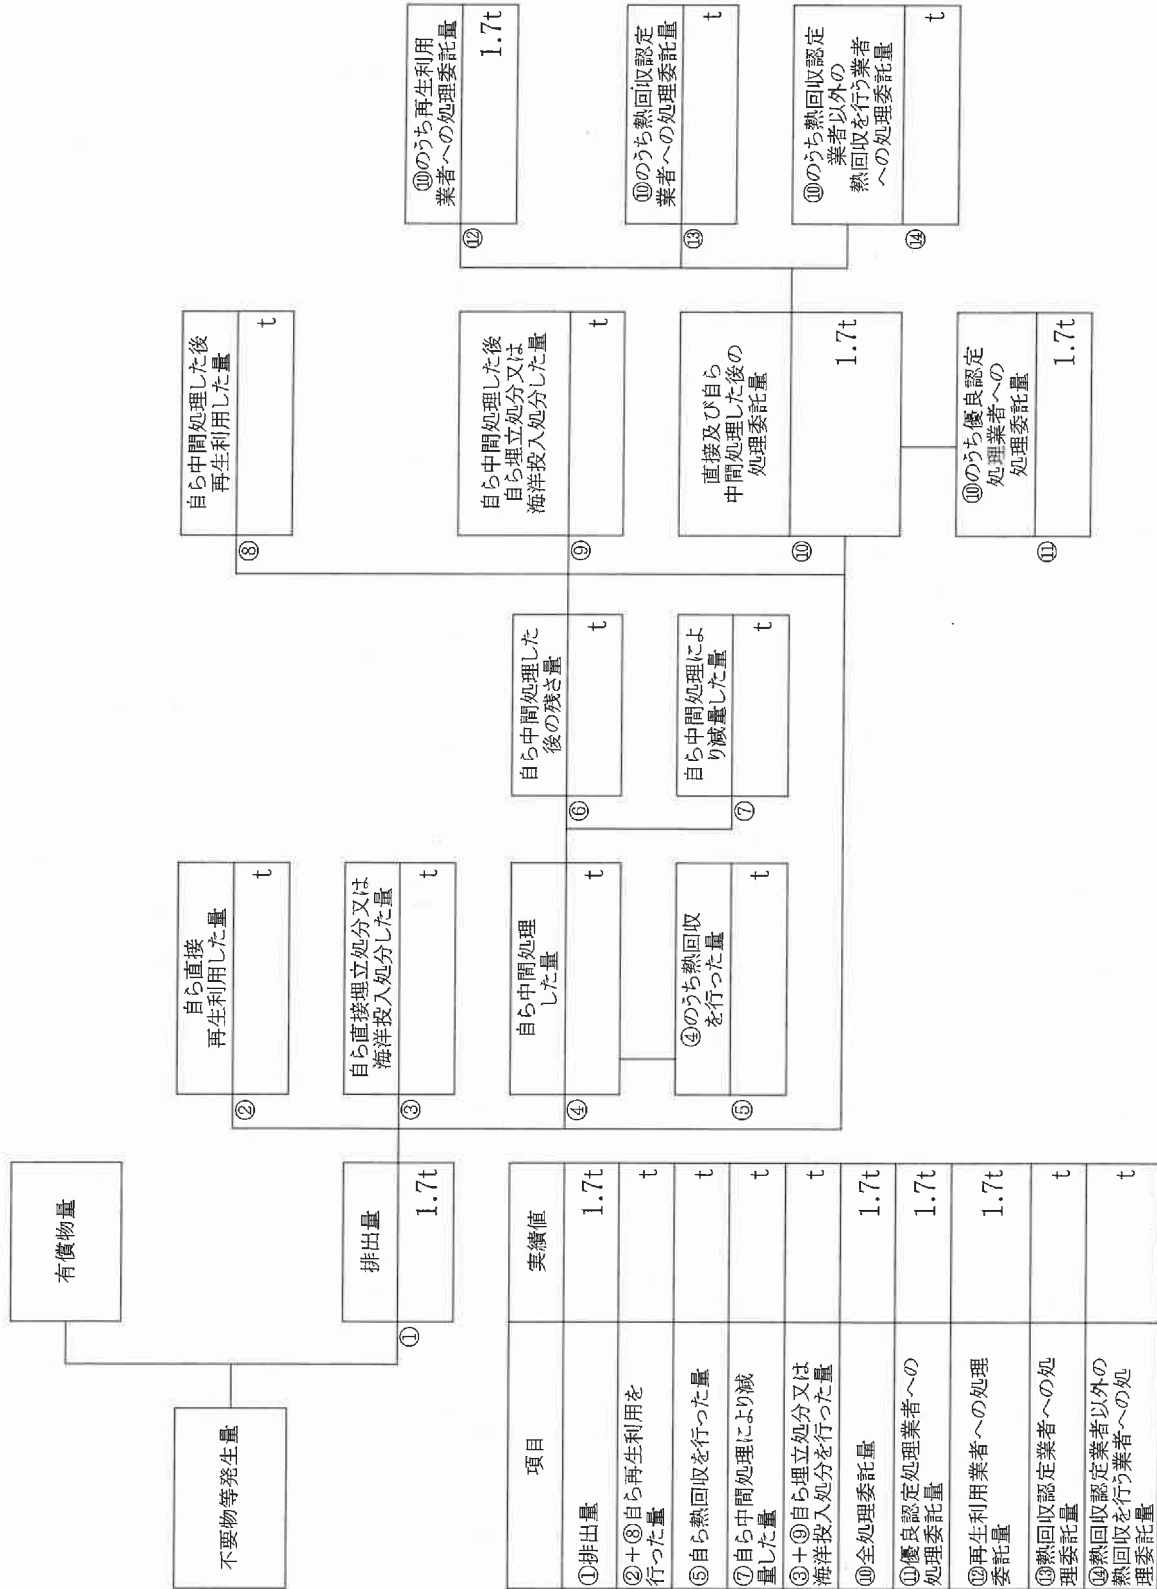 不要物等発生量
有償物量
排出量
①
1.7t
自ら直接
再生利用した量
②
t
自ら直接埋立処分又は
海洋投入処分した量
③
t
自ら中間処理
した量
④
t
④のうち熱回収
を行った量
⑤
t
自ら中間処理した
後の残さ量
⑥
t
自ら中間処理によ
り減量した量
⑦
t
自ら中間処理した後
再生利用した量
⑧
t
自ら中間処理した後
自ら埋立処分又は
海洋投入処分した量
⑨
t
直接及び自ら
中間処理した後の
処理委託量
⑩
1.7t
⑩のうち優良認定
処理業者への
処理委託量
⑪
1.7t
⑩のうち再生利用
業者への処理委託量
⑫
1.7t
⑩のうち熱回収認定
業者への処理委託量
⑬
t
⑩のうち熱回収認定
業者以外の
熱回収を行う業者
への処理委託量
⑭
t
項目 実績値
①排出量 1.7t
②+⑧自ら再生利用を
行った量 t
⑤自ら熱回収を行った量 t
⑦自ら中間処理により減
量した量 t
③+⑨自ら埋立処分又は
海洋投入処分を行った量 t
⑩全処理委託量 1.7t
⑪優良認定処理業者への
処理委託量 1.7t
⑫再生利用業者への処理
委託量 1.7t
⑬熱回収認定業者への処
理委託量 t
⑭熱回収認定業者以外の
熱回収を行う業者への処
理委託量 t